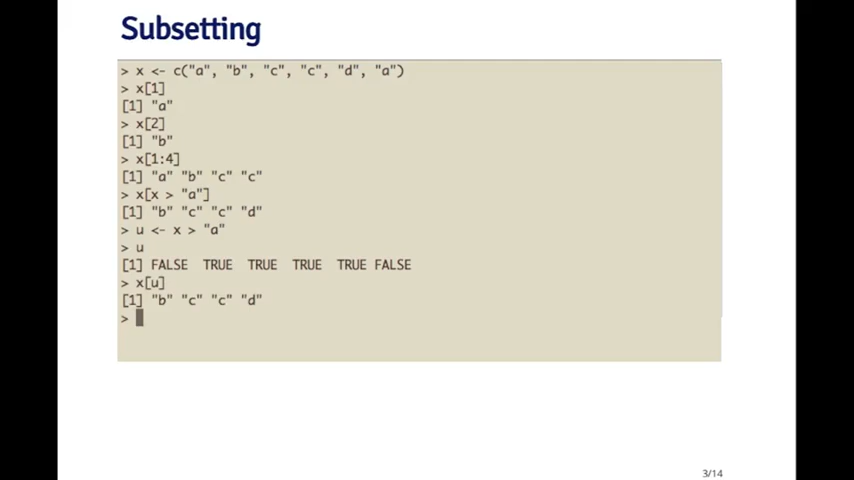 Subsetting
> x <- c("a", "b", "c", "c", "d", "a")
> x[1]
[1] "a"
> x[2]
[1] "b"
> x[1:4]
[1] "a" "b" "c" "c"
> x[x > "a"]
[1] "b" "c" "c" "d"
> u <- x > "a"
> u
[1] FALSE  TRUE  TRUE  TRUE  TRUE FALSE
> x[u]
[1] "b" "c" "c" "d"
>
3/14